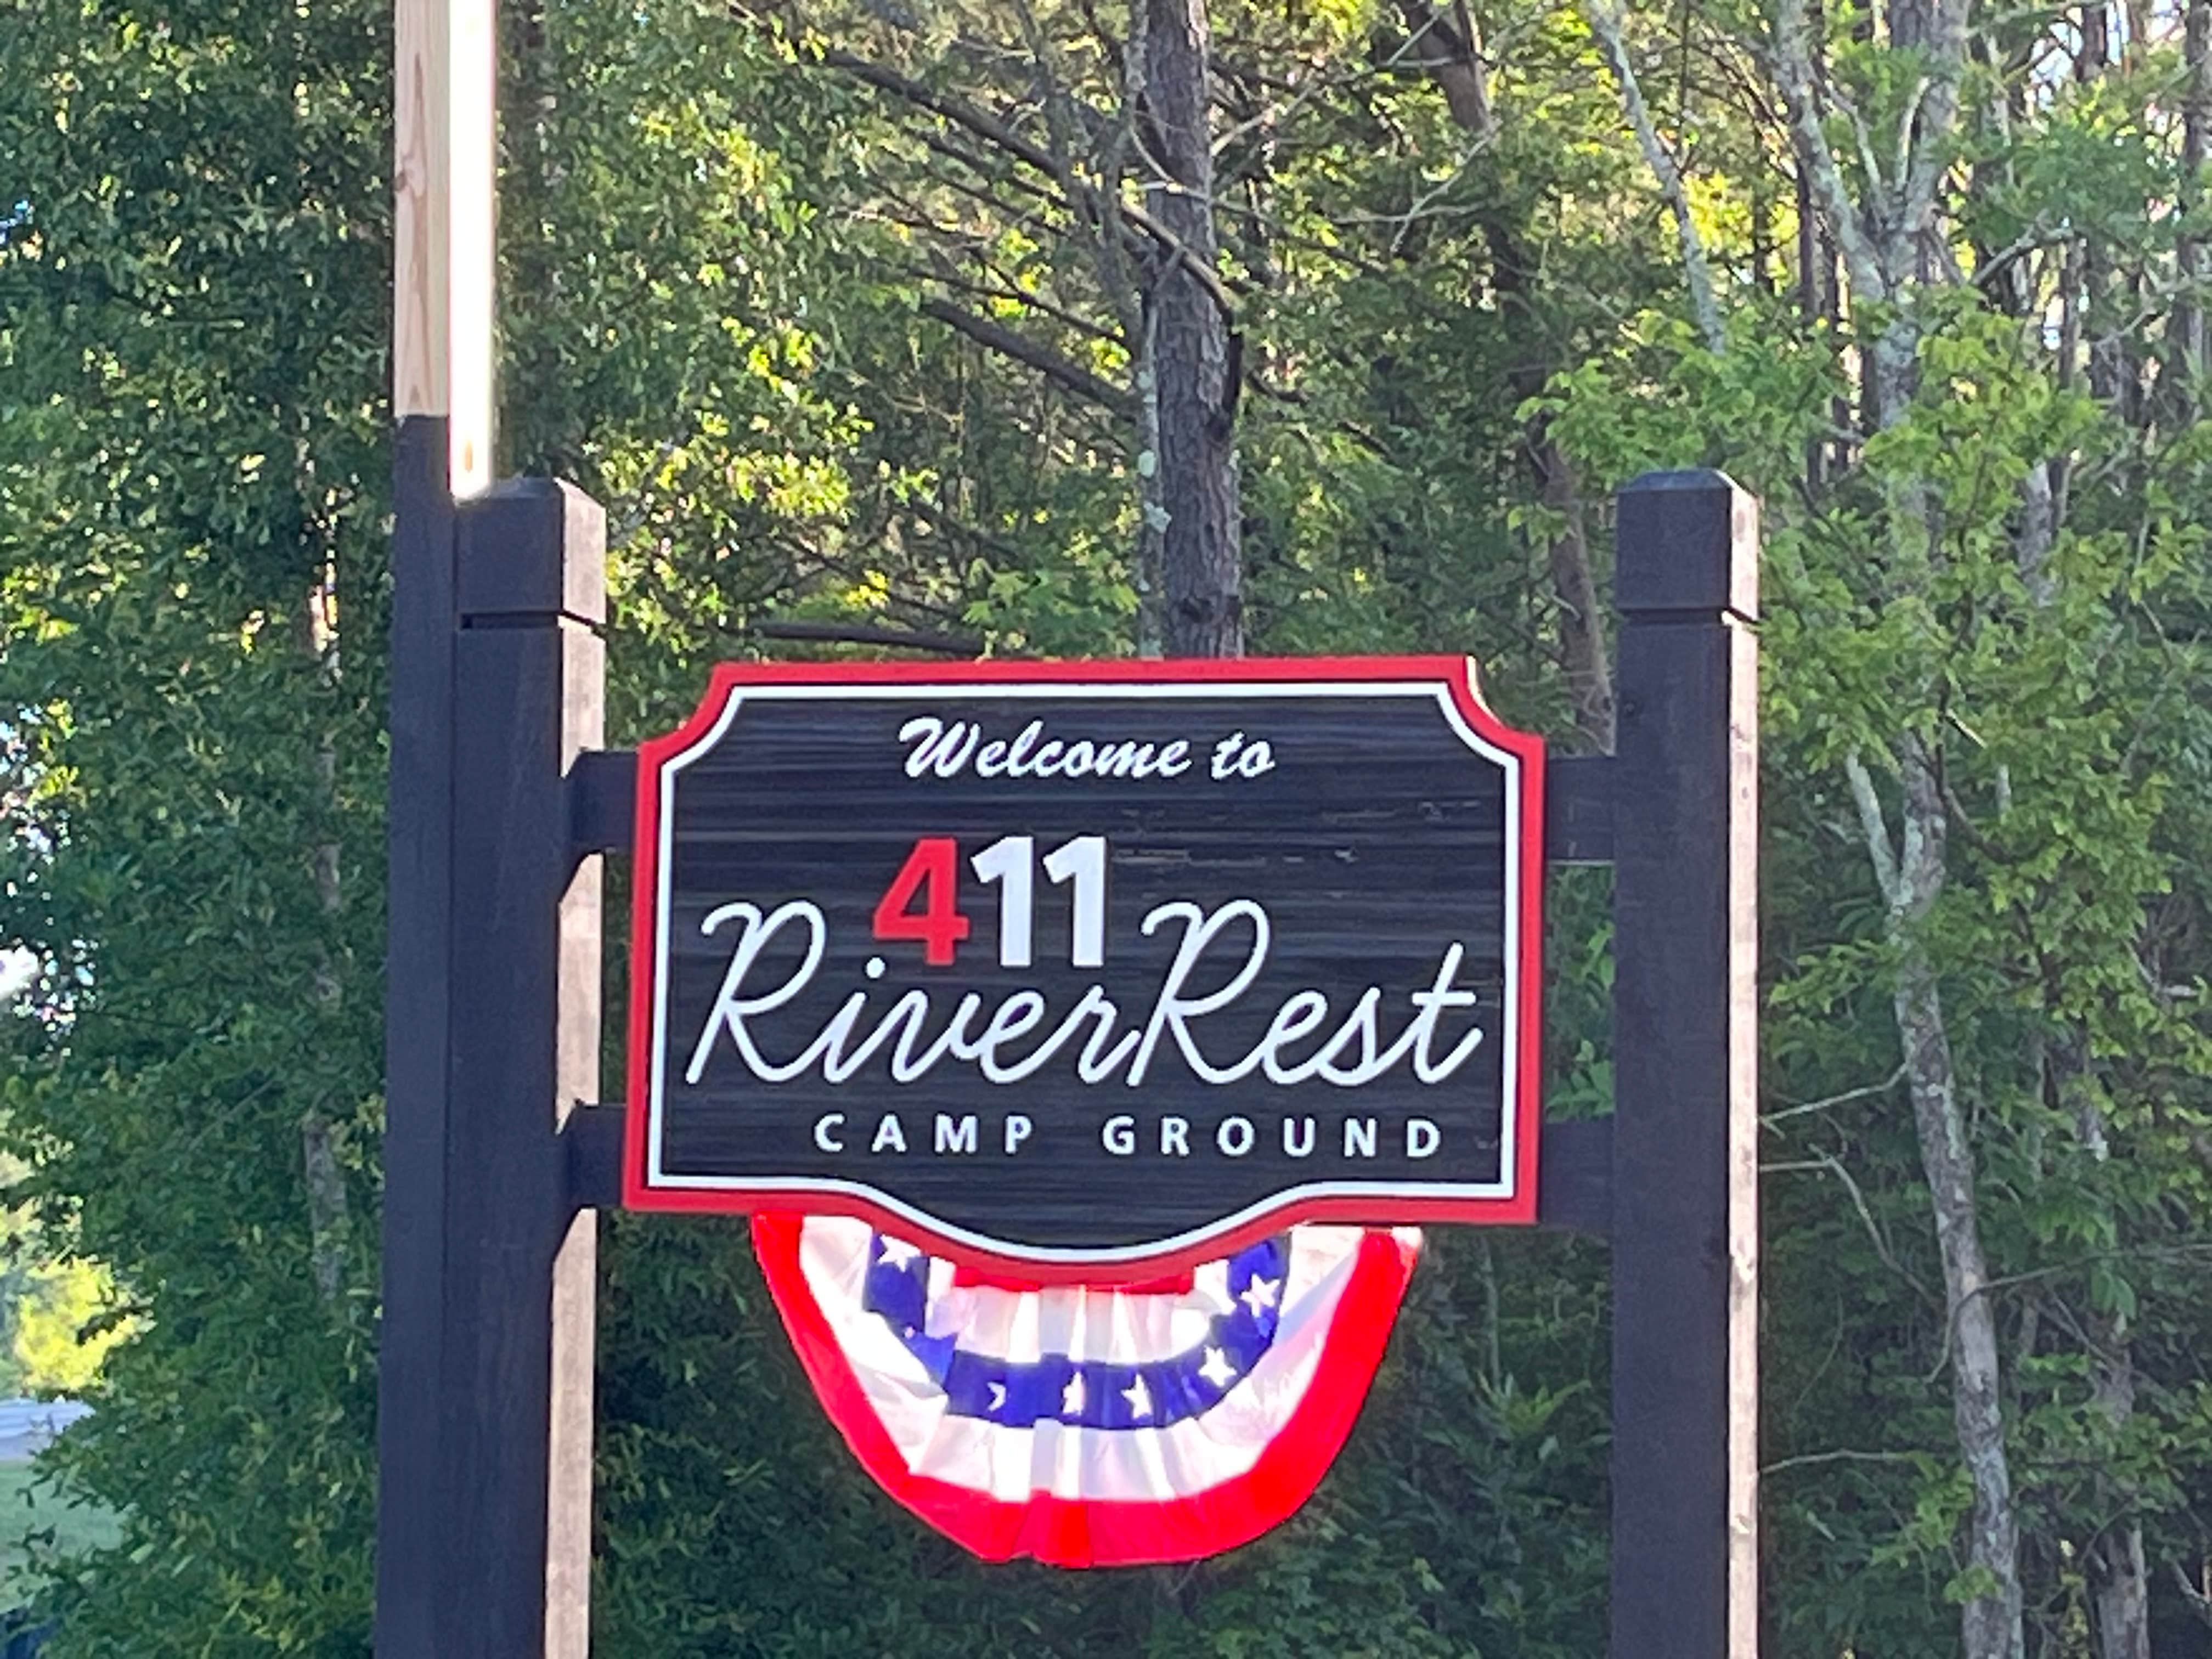 Welcome to
411
RiverRest
CAMP GROUND